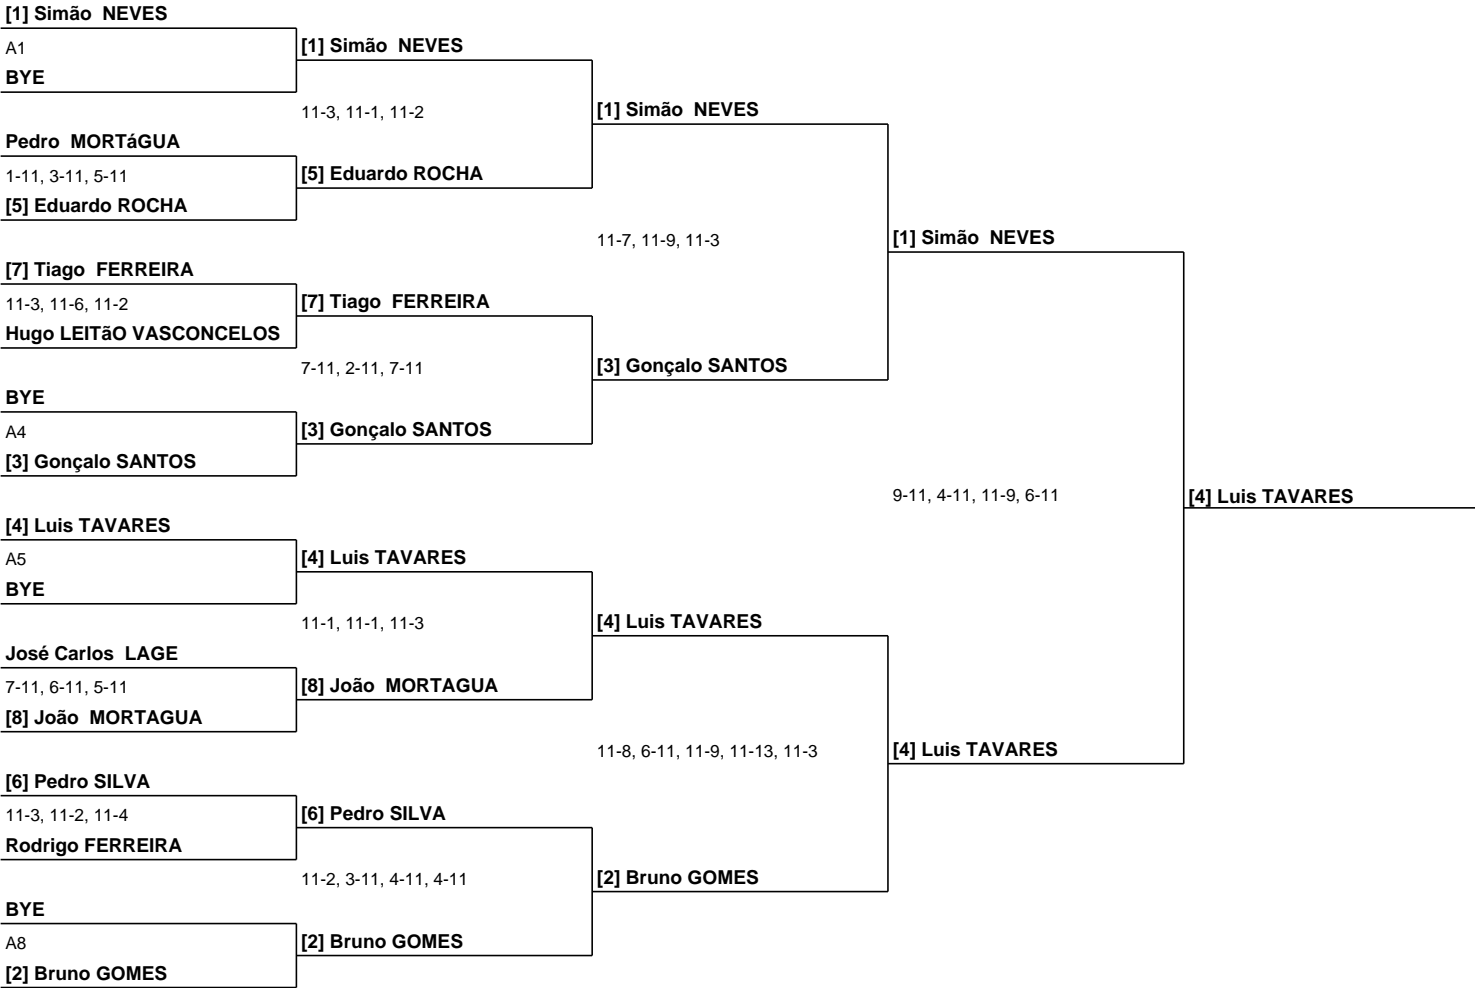 [1] Simão  NEVES
A1
BYE
[1] Simão  NEVES
11-3, 11-1, 11-2
Pedro  MORTáGUA
1-11, 3-11, 5-11
[5] Eduardo ROCHA
[5] Eduardo ROCHA
[1] Simão  NEVES
11-7, 11-9, 11-3
[7] Tiago  FERREIRA
11-3, 11-6, 11-2
Hugo LEITãO VASCONCELOS
[7] Tiago  FERREIRA
7-11, 2-11, 7-11
BYE
A4
[3] Gonçalo SANTOS
[3] Gonçalo SANTOS
[3] Gonçalo SANTOS
[1] Simão  NEVES
9-11, 4-11, 11-9, 6-11
[4] Luis TAVARES
[4] Luis TAVARES
A5
BYE
[4] Luis TAVARES
11-1, 11-1, 11-3
José Carlos  LAGE
7-11, 6-11, 5-11
[8] João  MORTAGUA
[8] João  MORTAGUA
[4] Luis TAVARES
11-8, 6-11, 11-9, 11-13, 11-3
[4] Luis TAVARES
[6] Pedro SILVA
11-3, 11-2, 11-4
Rodrigo FERREIRA
[6] Pedro SILVA
11-2, 3-11, 4-11, 4-11
BYE
A8
[2] Bruno GOMES
[2] Bruno GOMES
[2] Bruno GOMES